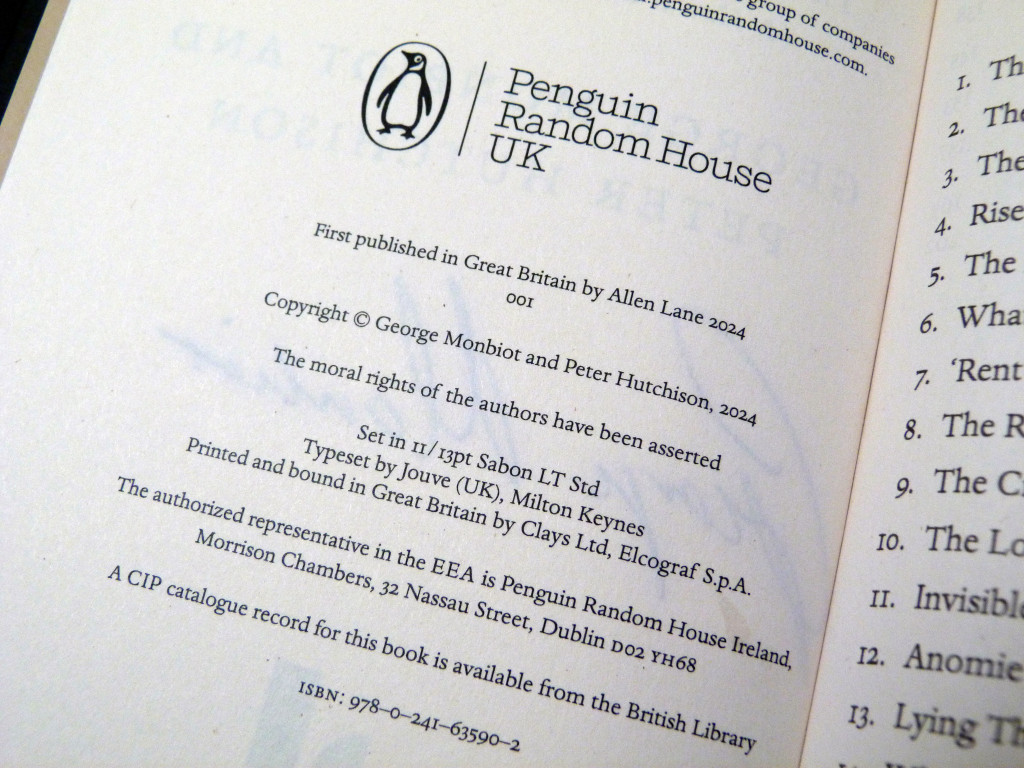 group of companies
.penguinrandomhouse.com.
Penguin
Random House
UK
First published in Great Britain by Allen Lane 2024
001
Copyright © George Monbiot and Peter Hutchison, 2024
The moral rights of the authors have been asserted
Set in 11/13pt Sabon LT Std
Typeset by Jouve (UK), Milton Keynes
Printed and bound in Great Britain by Clays Ltd, Elcograf S.p.A.
The authorized representative in the EEA is Penguin Random House Ireland,
Morrison Chambers, 32 Nassau Street, Dublin D02 YH68
A CIP catalogue record for this book is available from the British Library
ISBN: 978–0–241–63590–2
1. Th
2. The
3. The
4. Rise
5. The
6. Wha
7. ‘Rent
8. The R
9. The C
10. The Lo
11. Invisibl
12. Anomie
13. Lying Th